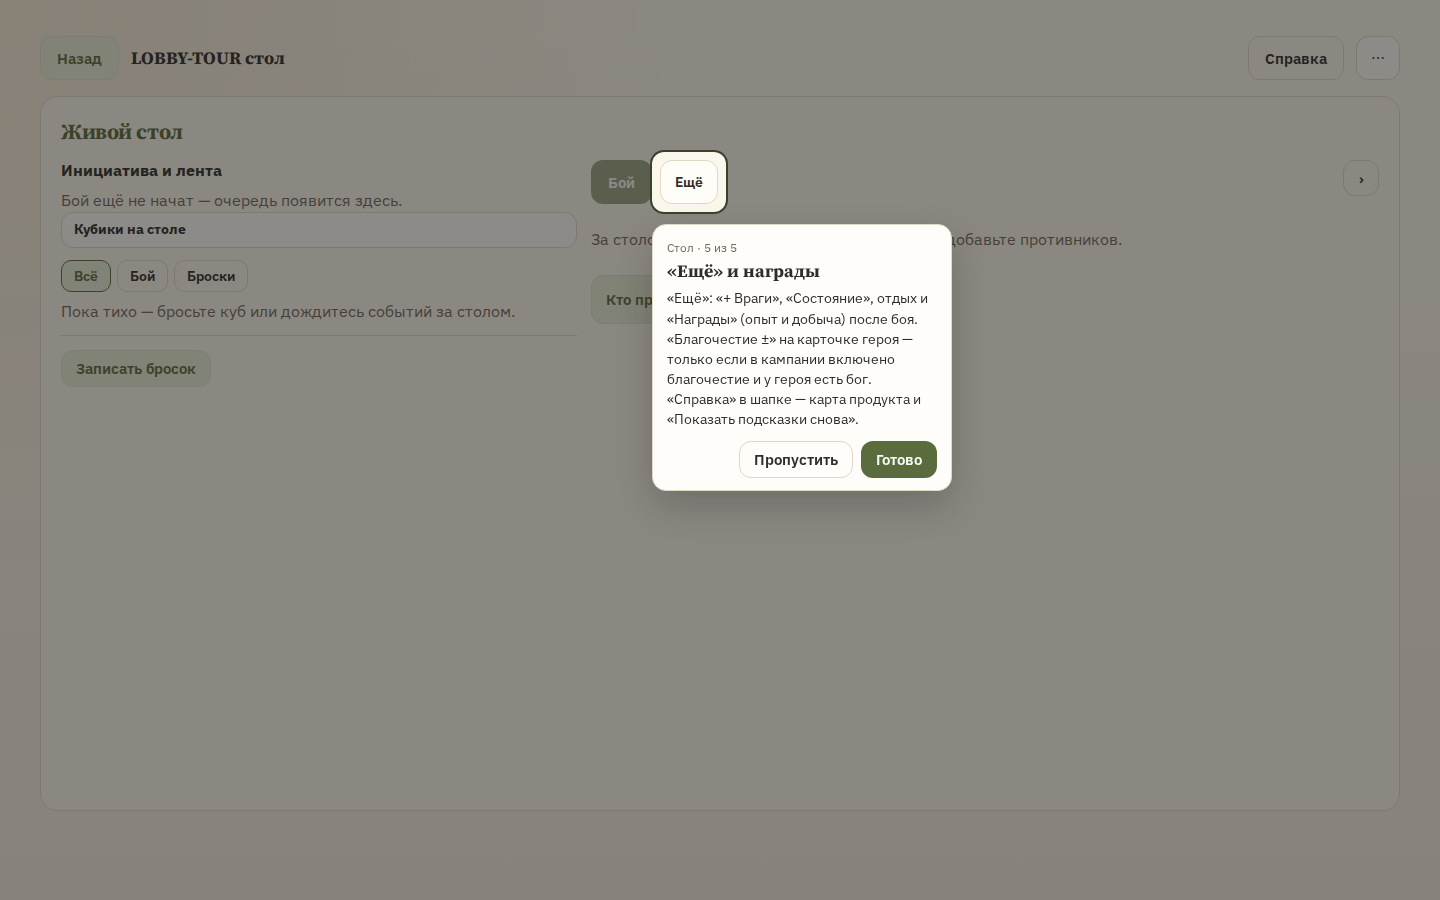 Назад
LOBBY-TOUR стол
Справка
···
Живой стол
Инициатива и лента
Бой ещё не начат — очередь появится здесь.
Кубики на столе
Всё
Бой
Броски
Пока тихо — бросьте куб или дождитесь событий за столом.
Записать бросок
Бой
Ещё
›
За столо
добавьте противников.
Кто пр
Стол · 5 из 5
«Ещё» и награды
«Ещё»: «+ Враги», «Состояние», отдых и
«Награды» (опыт и добыча) после боя.
«Благочестие ±» на карточке героя —
только если в кампании включено
благочестие и у героя есть бог.
«Справка» в шапке — карта продукта и
«Показать подсказки снова».
Пропустить
Готово